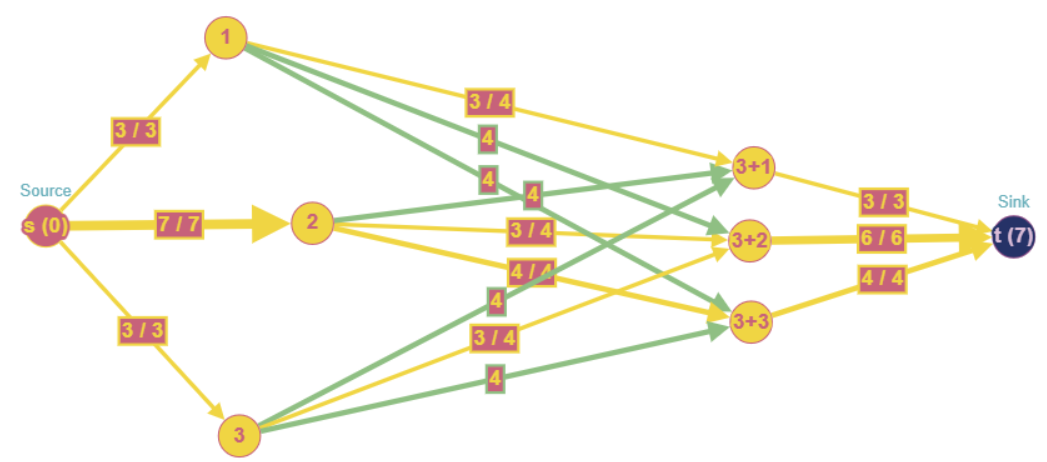 1
3 / 4
3 / 3
4
3+1
4
Source
4
3 / 3
Sink
s (0)
7 / 7
2
3 / 4
3+2
6 / 6
t (7)
4 / 4
4 / 4
4
3+3
3 / 3
3 / 4
4
3